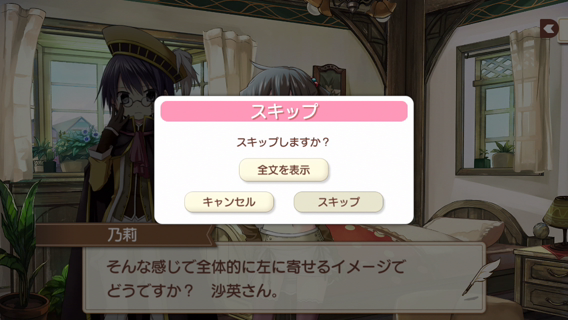 スキップ
スキップしますか？
全文を表示
キャンセル
スキップ
乃莉
そんな感じで全体的に左に寄せるイメージで
どうですか？　沙英さん。